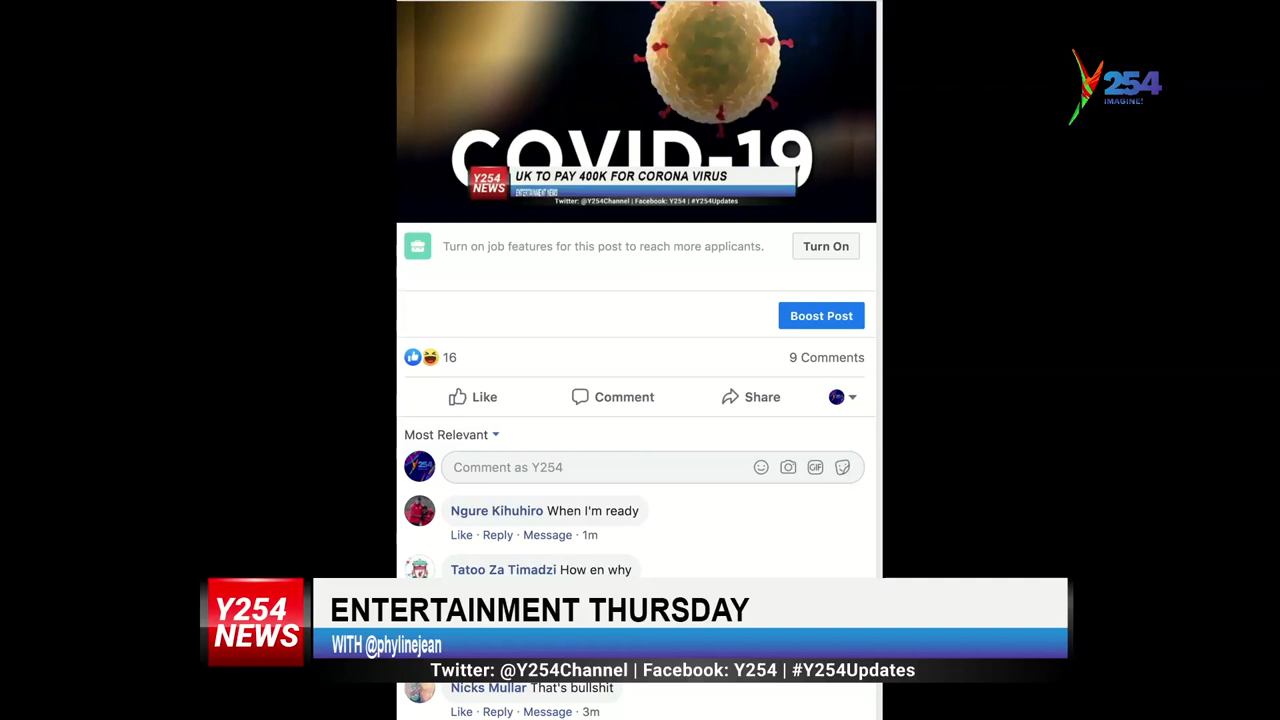 254
IMAGINE!
COVID-19
Y254
NEWS
UK TO PAY 400K FOR CORONA VIRUS
ENTERTAINMENT NEWS
Twitter: @Y254Channel | Facebook: Y254 | #Y254Updates
Turn on job features for this post to reach more applicants.
Turn On
Boost Post
16
9 Comments
Like
Comment
Share
Most Relevant
Y254
Comment as Y254
GIF
Ngure Kihuhiro When I'm ready
Like · Reply · Message · 1m
Tatoo Za Timadzi How en why
Y254
NEWS
ENTERTAINMENT THURSDAY
WITH @phylinejean
Twitter: @Y254Channel | Facebook: Y254 | #Y254Updates
Nicks Mullar That's bullshit
Like · Reply · Message · 3m